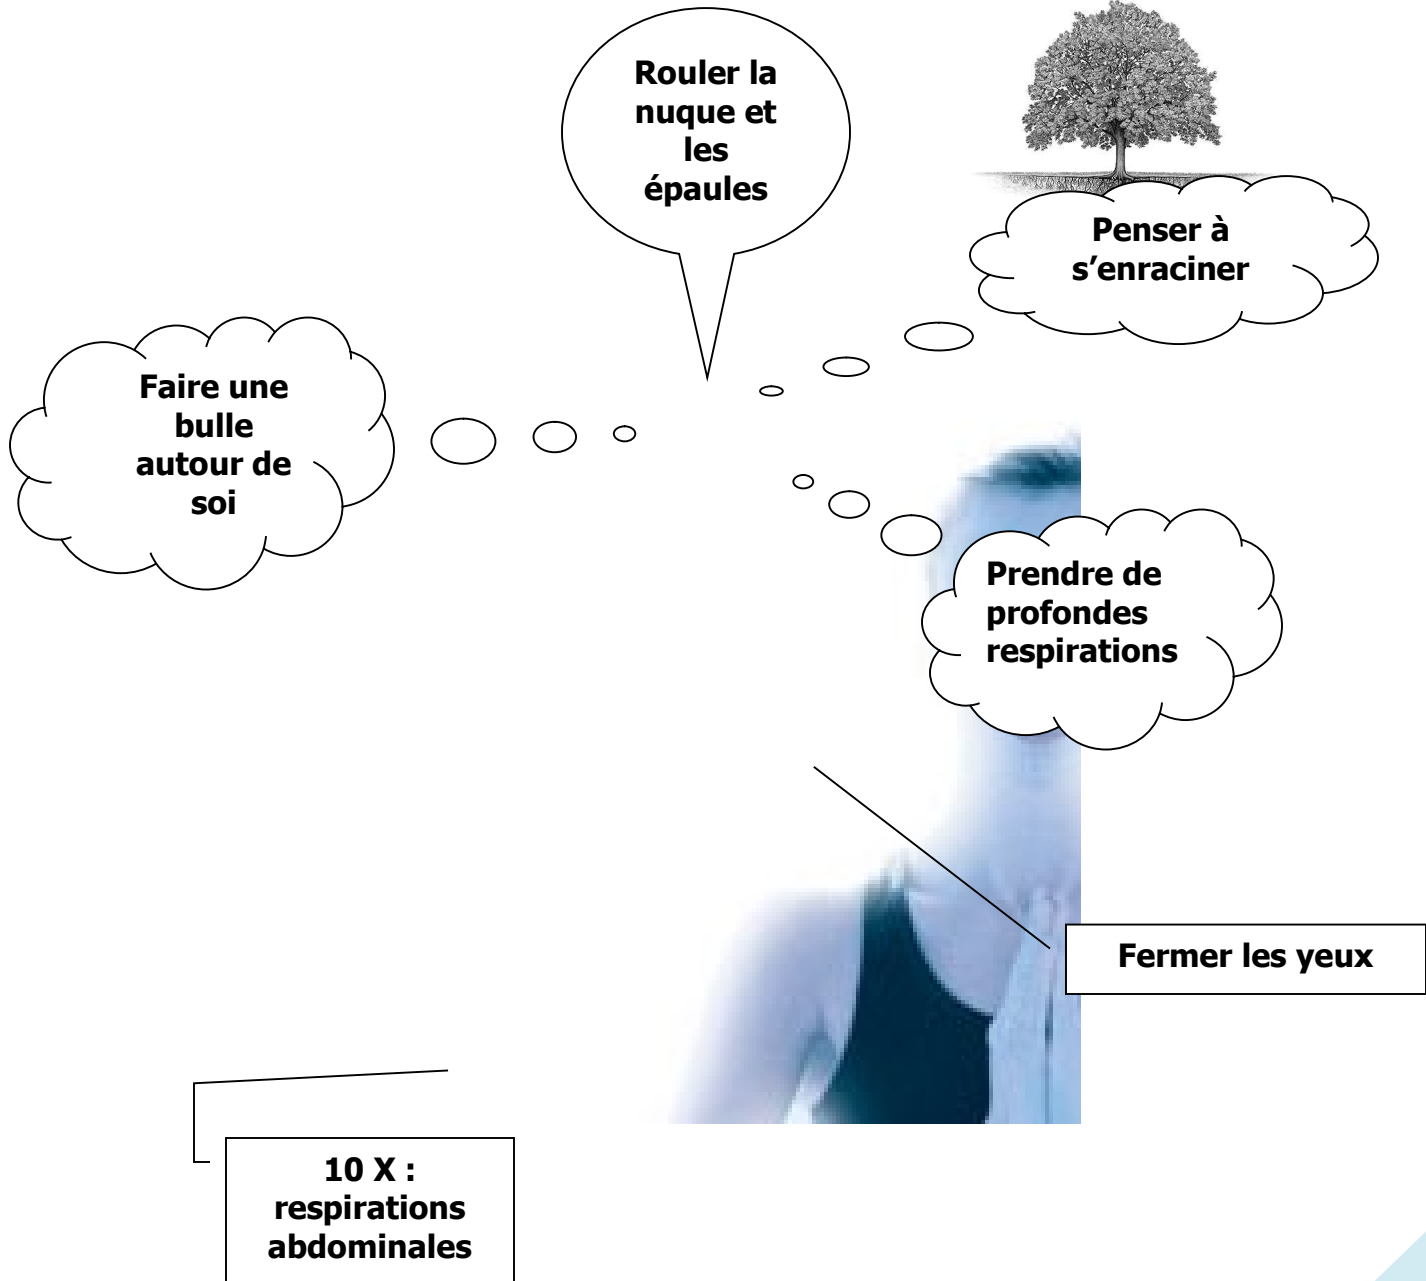 Rouler la
nuque et
les
épaules
Penser à
s’enraciner
Faire une
bulle
autour de
soi
Prendre de
profondes
respirations
Fermer les yeux
10 X :
respirations
abdominales